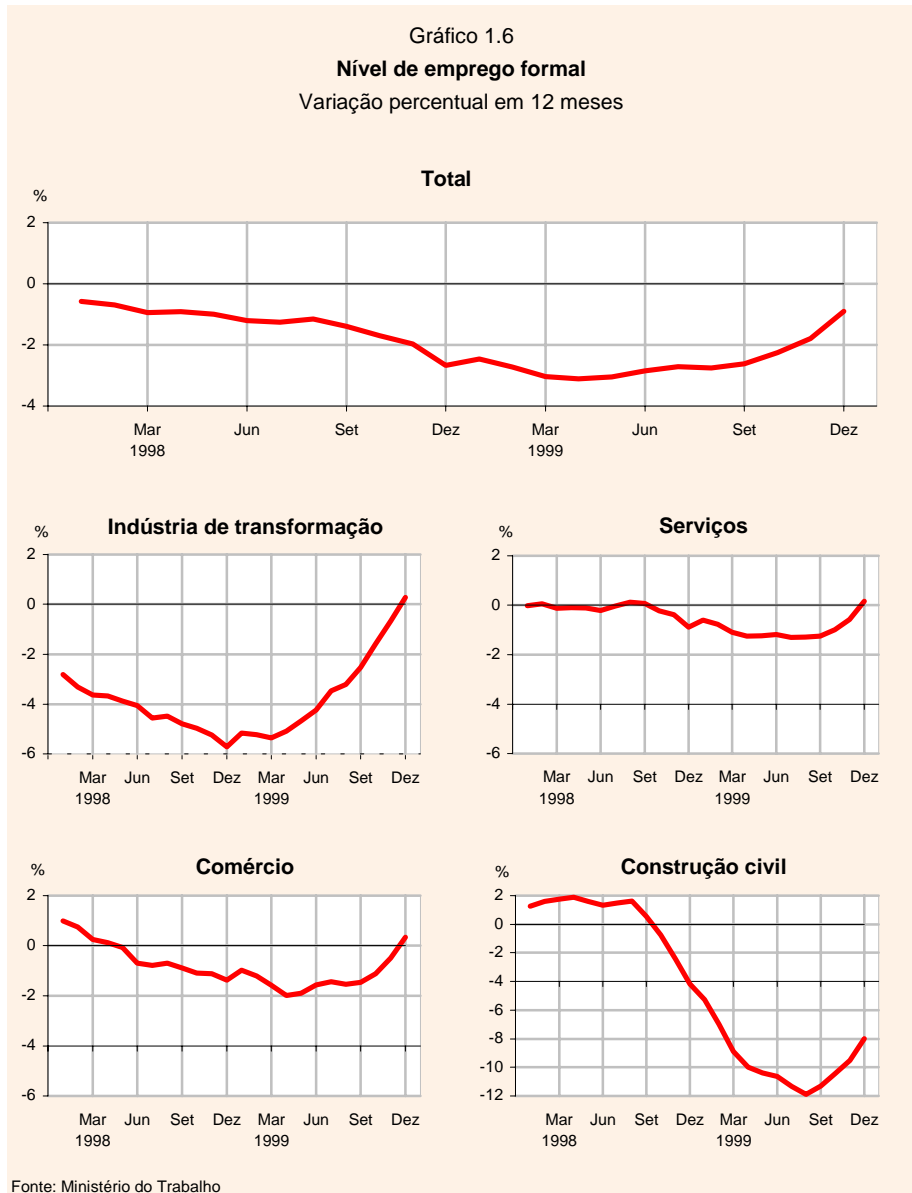 Gráfico 1.6
Nível de emprego formal
Variação percentual em 12 meses
Total
%
2
0
-2
-4
Mar Jun Set Dez Mar Jun Set Dez
1998 1999
Indústria de transformação
%
2
0
-2
-4
-6
Mar Jun Set Dez Mar Jun Set Dez
1998 1999
Serviços
%
2
0
-2
-4
-6
Mar Jun Set Dez Mar Jun Set Dez
1998 1999
Comércio
%
2
0
-2
-4
-6
Mar Jun Set Dez Mar Jun Set Dez
1998 1999
Construção civil
%
2
0
-2
-4
-6
-8
-10
-12
Mar Jun Set Dez Mar Jun Set Dez
1998 1999
Fonte: Ministério do Trabalho